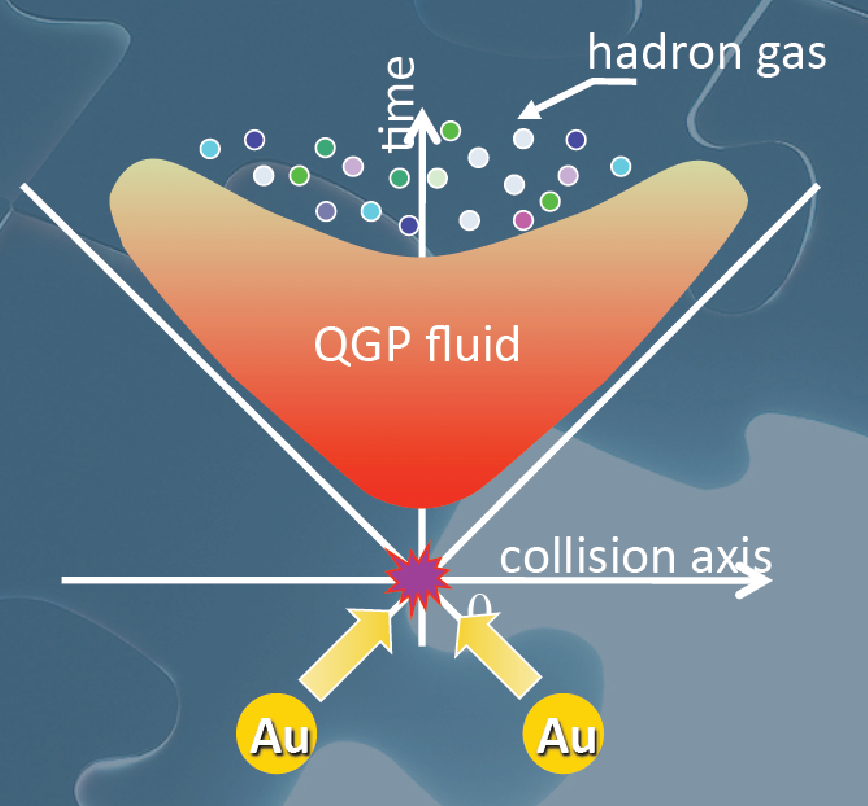 hadron gas
time
QGP fluid
collision axis
0
Au
Au